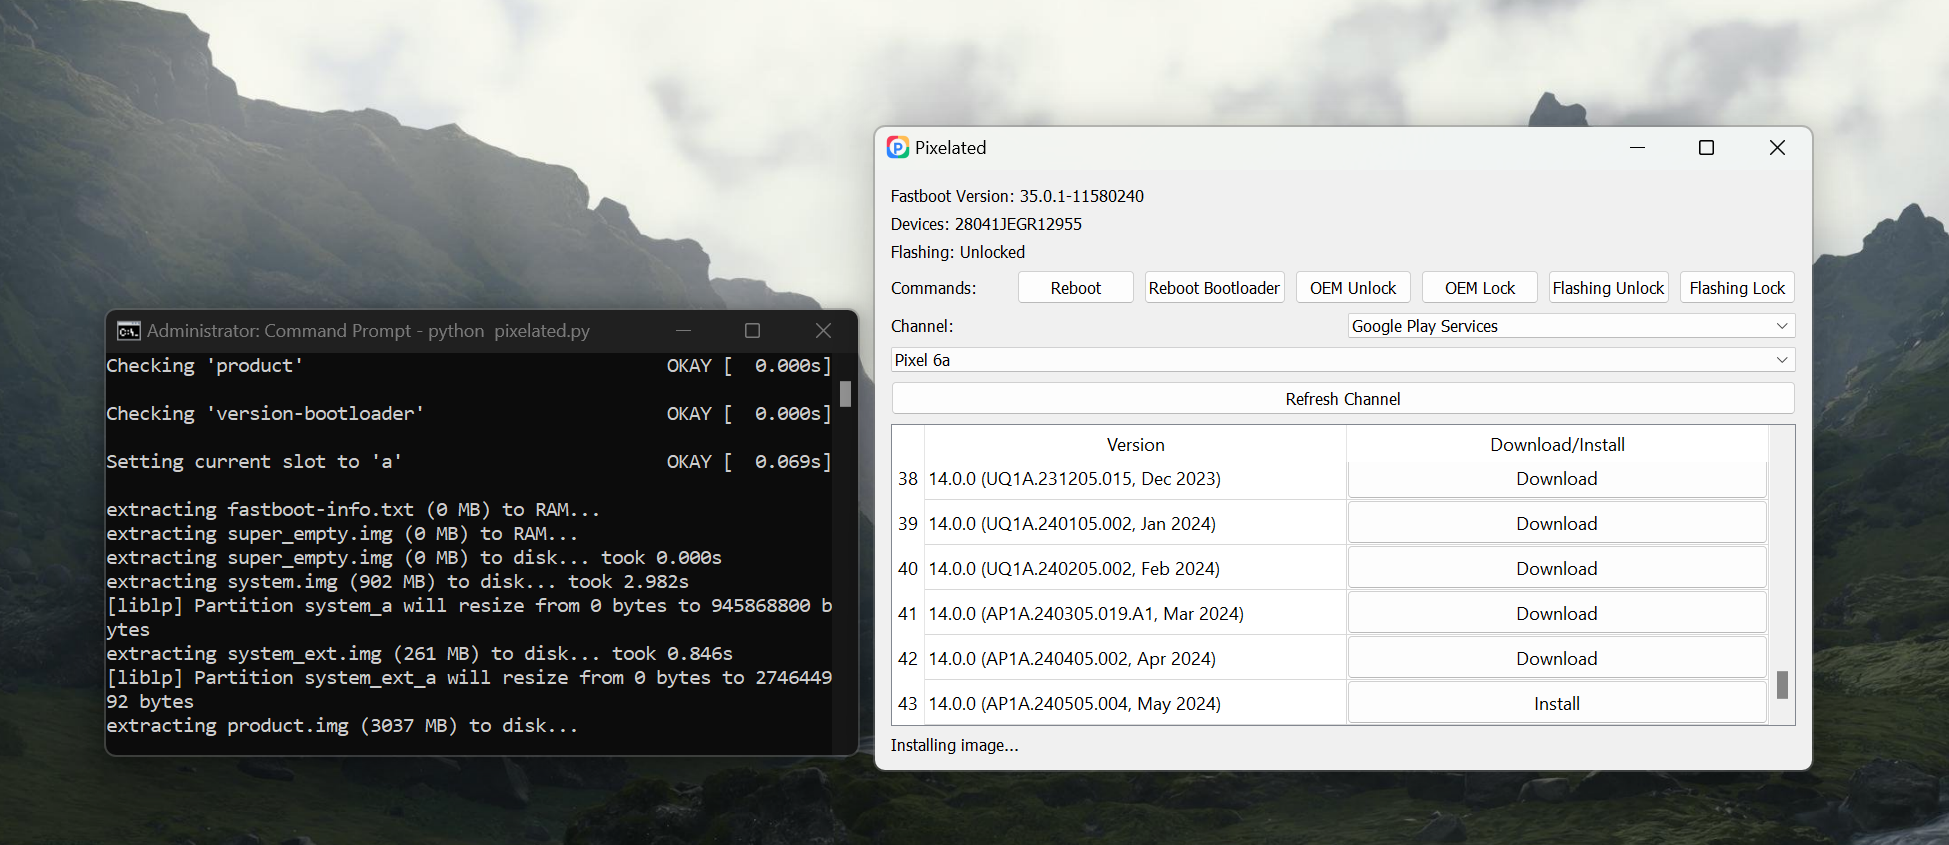 Administrator: Command Prompt - python  pixelated.py
Checking 'product' OKAY [  0.000s]
Checking 'version-bootloader' OKAY [  0.000s]
Setting current slot to 'a' OKAY [  0.069s]
extracting fastboot-info.txt (0 MB) to RAM...
extracting super_empty.img (0 MB) to RAM...
extracting super_empty.img (0 MB) to disk... took 0.000s
extracting system.img (902 MB) to disk... took 2.982s
[liblp] Partition system_a will resize from 0 bytes to 945868800 b
ytes
extracting system_ext.img (261 MB) to disk... took 0.846s
[liblp] Partition system_ext_a will resize from 0 bytes to 2746449
92 bytes
extracting product.img (3037 MB) to disk...
Pixelated
Fastboot Version: 35.0.1-11580240
Devices: 28041JEGR12955
Flashing: Unlocked
Commands: Reboot Reboot Bootloader OEM Unlock OEM Lock Flashing Unlock Flashing Lock
Channel: Google Play Services
Pixel 6a
Refresh Channel
Version Download/Install
38 14.0.0 (UQ1A.231205.015, Dec 2023) Download
39 14.0.0 (UQ1A.240105.002, Jan 2024) Download
40 14.0.0 (UQ1A.240205.002, Feb 2024) Download
41 14.0.0 (AP1A.240305.019.A1, Mar 2024) Download
42 14.0.0 (AP1A.240405.002, Apr 2024) Download
43 14.0.0 (AP1A.240505.004, May 2024) Install
Installing image...